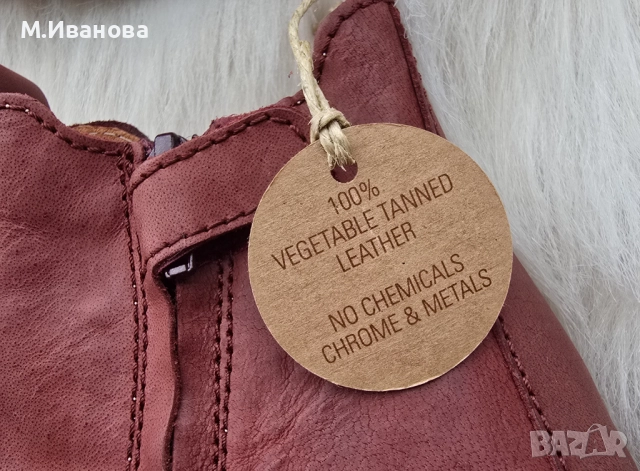 М.Иванова
100%
VEGETABLE TANNED
LEATHER
NO CHEMICALS
CHROME & METALS
BAZAR